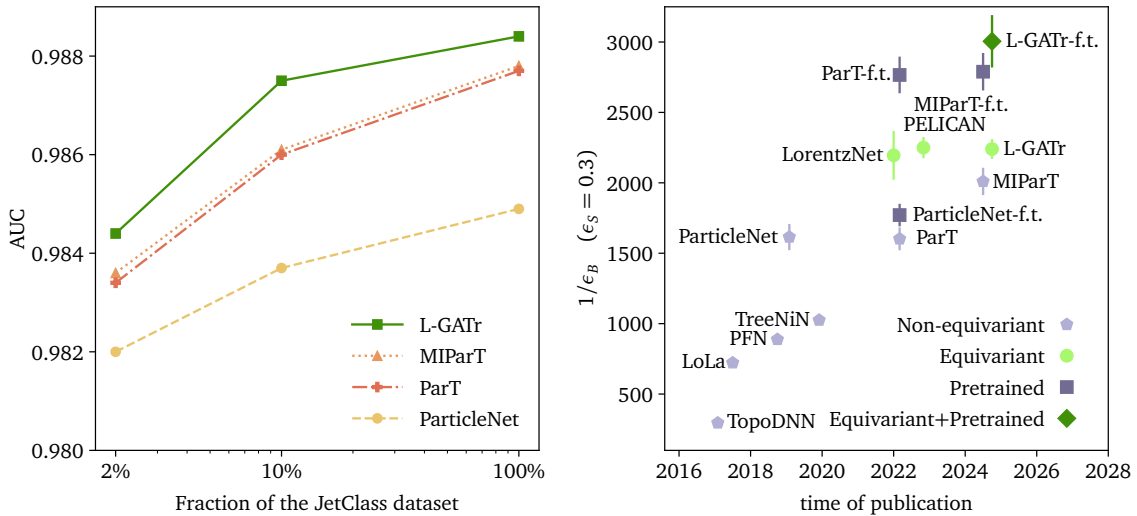 0.988
0.986
0.984
0.982
0.980
AUC
2%
10%
100%
Fraction of the JetClass dataset
L-GATr
MIParT
ParT
ParticleNet
3000
2500
2000
1500
1000
500
1/ϵ_B (ϵ_S = 0.3)
2016
2018
2020
2022
2024
2026
2028
time of publication
L-GATr-f.t.
ParT-f.t.
MIParT-f.t.
PELICAN
LorentzNet
L-GATr
MIParT
ParticleNet-f.t.
ParticleNet
ParT
TreeNiN
PFN
LoLa
TopoDNN
Non-equivariant
Equivariant
Pretrained
Equivariant+Pretrained